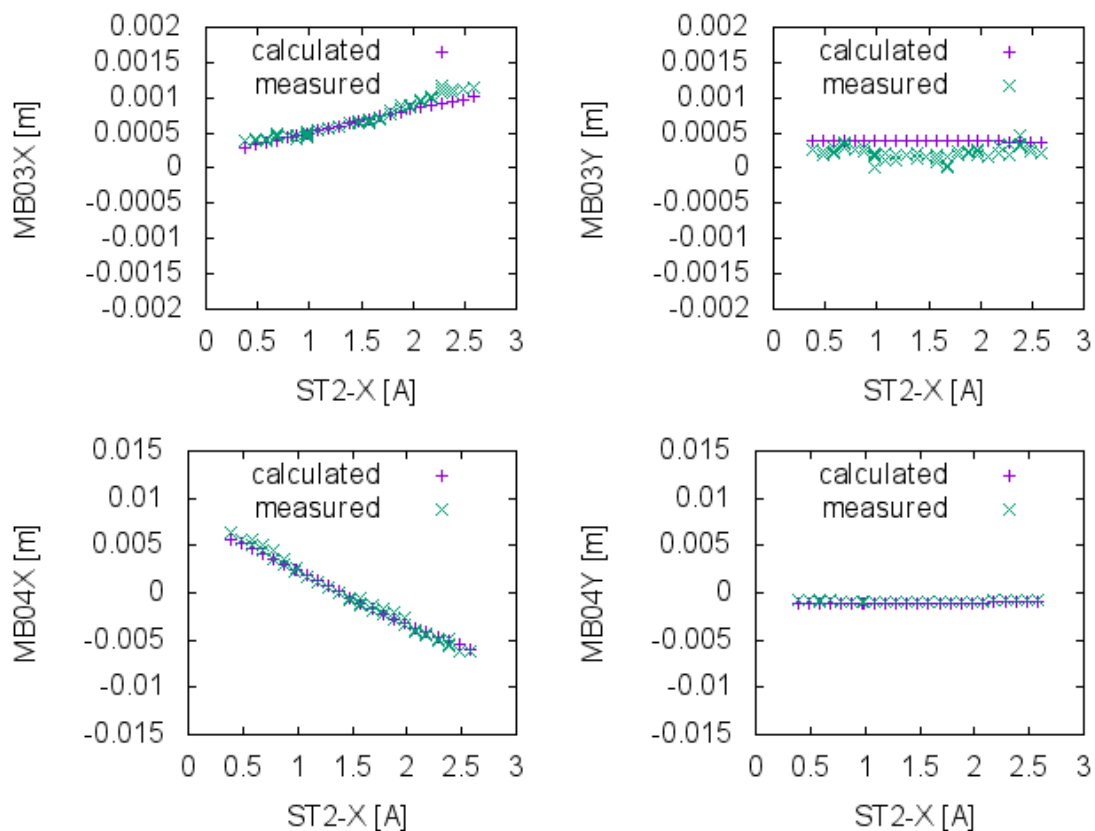 MB03X [m]
0.002
0.0015
0.001
0.0005
0
-0.0005
-0.001
-0.0015
-0.002
calculated
measured
0 0.5 1 1.5 2 2.5 3
ST2-X [A]
MB03Y [m]
0.002
0.0015
0.001
0.0005
0
-0.0005
-0.001
-0.0015
-0.002
calculated
measured
0 0.5 1 1.5 2 2.5 3
ST2-X [A]
MB04X [m]
0.015
0.01
0.005
0
-0.005
-0.01
-0.015
calculated
measured
0 0.5 1 1.5 2 2.5 3
ST2-X [A]
MB04Y [m]
0.015
0.01
0.005
0
-0.005
-0.01
-0.015
calculated
measured
0 0.5 1 1.5 2 2.5 3
ST2-X [A]